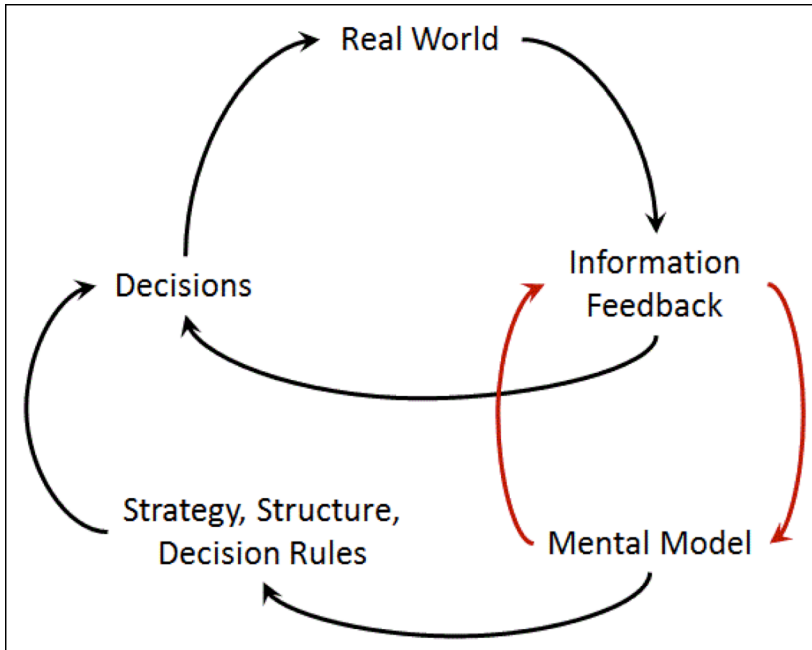 Real World
Information
Feedback
Decisions
Strategy, Structure,
Decision Rules
Mental Model